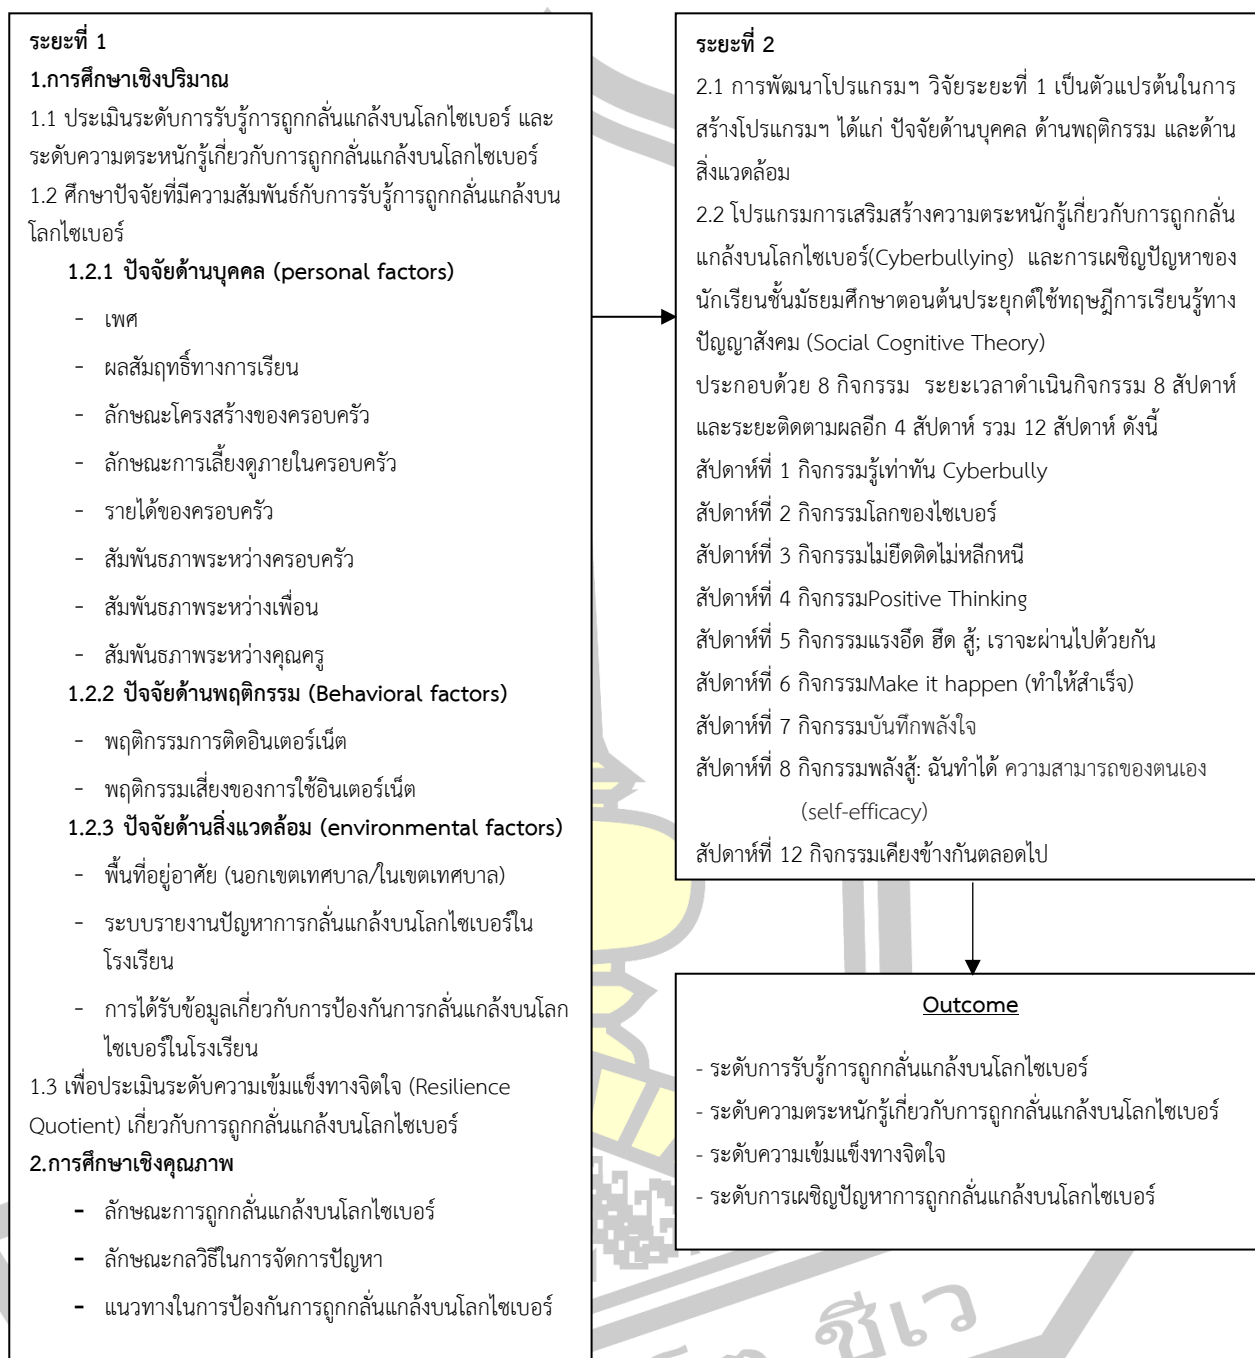 ระยะที่ 1
1.การศึกษาเชิงปริมาณ
1.1 ประเมินระดับการรับรู้การถูกกลั่นแกล้งบนโลกไซเบอร์ และ
ระดับความตระหนักรู้เกี่ยวกับการถูกกลั่นแกล้งบนโลกไซเบอร์
1.2 ศึกษาปัจจัยที่มีความสัมพันธ์กับการรับรู้การถูกกลั่นแกล้งบน
โลกไซเบอร์
1.2.1 ปัจจัยด้านบุคคล (personal factors)
- เพศ
- ผลสัมฤทธิ์ทางการเรียน
- ลักษณะโครงสร้างของครอบครัว
- ลักษณะการเลี้ยงดูภายในครอบครัว
- รายได้ของครอบครัว
- สัมพันธภาพระหว่างครอบครัว
- สัมพันธภาพระหว่างเพื่อน
- สัมพันธภาพระหว่างคุณครู
1.2.2 ปัจจัยด้านพฤติกรรม (Behavioral factors)
- พฤติกรรมการติดอินเตอร์เน็ต
- พฤติกรรมเสี่ยงของการใช้อินเตอร์เน็ต
1.2.3 ปัจจัยด้านสิ่งแวดล้อม (environmental factors)
- พื้นที่อยู่อาศัย (นอกเขตเทศบาล/ในเขตเทศบาล)
- ระบบรายงานปัญหาการกลั่นแกล้งบนโลกไซเบอร์ใน
โรงเรียน
- การได้รับข้อมูลเกี่ยวกับการป้องกันการกลั่นแกล้งบนโลก
ไซเบอร์ในโรงเรียน
1.3 เพื่อประเมินระดับความเข้มแข็งทางจิตใจ (Resilience
Quotient) เกี่ยวกับการถูกกลั่นแกล้งบนโลกไซเบอร์
2.การศึกษาเชิงคุณภาพ
- ลักษณะการถูกกลั่นแกล้งบนโลกไซเบอร์
- ลักษณะกลวิธีในการจัดการปัญหา
- แนวทางในการป้องกันการถูกกลั่นแกล้งบนโลกไซเบอร์
ระยะที่ 2
2.1 การพัฒนาโปรแกรมฯ วิจัยระยะที่ 1 เป็นตัวแปรต้นในการ
สร้างโปรแกรมฯ ได้แก่ ปัจจัยด้านบุคคล ด้านพฤติกรรม และด้าน
สิ่งแวดล้อม
2.2 โปรแกรมการเสริมสร้างความตระหนักรู้เกี่ยวกับการถูกกลั่น
แกล้งบนโลกไซเบอร์(Cyberbullying) และการเผชิญปัญหาของ
นักเรียนชั้นมัธยมศึกษาตอนต้นประยุกต์ใช้ทฤษฎีการเรียนรู้ทาง
ปัญญาสังคม (Social Cognitive Theory)
ประกอบด้วย 8 กิจกรรม ระยะเวลาดำเนินกิจกรรม 8 สัปดาห์
และระยะติดตามผลอีก 4 สัปดาห์ รวม 12 สัปดาห์ ดังนี้
สัปดาห์ที่ 1 กิจกรรมรู้เท่าทัน Cyberbully
สัปดาห์ที่ 2 กิจกรรมโลกของไซเบอร์
สัปดาห์ที่ 3 กิจกรรมไม่ยึดติดไม่หลีกหนี
สัปดาห์ที่ 4 กิจกรรมPositive Thinking
สัปดาห์ที่ 5 กิจกรรมแรงอึด ฮึด สู้; เราจะผ่านไปด้วยกัน
สัปดาห์ที่ 6 กิจกรรมMake it happen (ทำให้สำเร็จ)
สัปดาห์ที่ 7 กิจกรรมบันทึกพลังใจ
สัปดาห์ที่ 8 กิจกรรมพลังสู้: ฉันทำได้ ความสามารถของตนเอง
(self-efficacy)
สัปดาห์ที่ 12 กิจกรรมเคียงข้างกันตลอดไป
Outcome
- ระดับการรับรู้การถูกกลั่นแกล้งบนโลกไซเบอร์
- ระดับความตระหนักรู้เกี่ยวกับการถูกกลั่นแกล้งบนโลกไซเบอร์
- ระดับความเข้มแข็งทางจิตใจ
- ระดับการเผชิญปัญหาการถูกกลั่นแกล้งบนโลกไซเบอร์
ชีเว